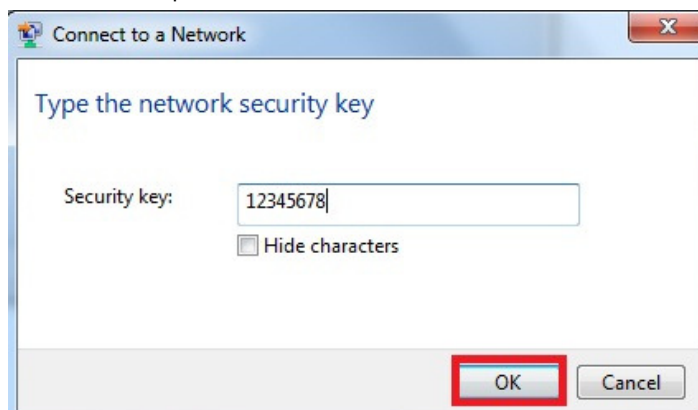 Connect to a Network
Type the network security key
Security key: 12345678
Hide characters
OK Cancel